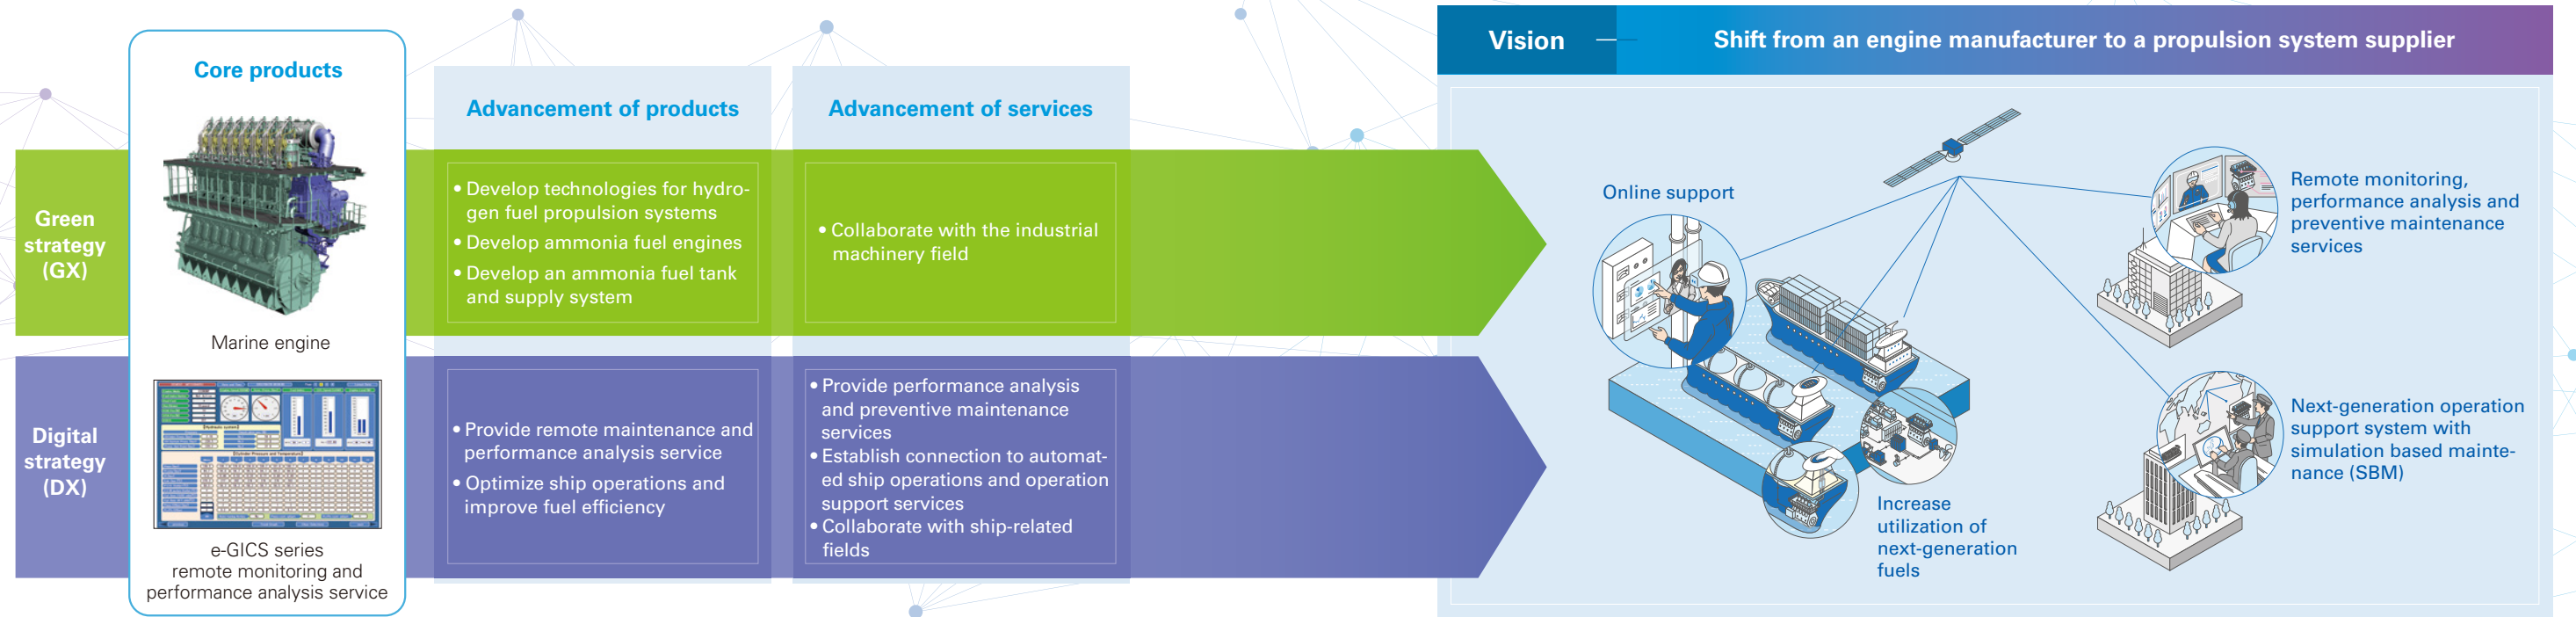 Green
strategy
(GX)
Digital
strategy
(DX)
Core products
Marine engine
e-GICS series
remote monitoring and
performance analysis service
Advancement of products
• Develop technologies for hydro-
gen fuel propulsion systems
• Develop ammonia fuel engines
• Develop an ammonia fuel tank
and supply system
• Provide remote maintenance and
performance analysis service
• Optimize ship operations and
improve fuel efficiency
Advancement of services
• Collaborate with the industrial
machinery field
• Provide performance analysis
and preventive maintenance
services
• Establish connection to automat-
ed ship operations and operation
support services
• Collaborate with ship-related
fields
Vision
Shift from an engine manufacturer to a propulsion system supplier
Online support
Remote monitoring,
performance analysis and
preventive maintenance
services
Next-generation operation
support system with
simulation based mainte-
nance (SBM)
Increase
utilization of
next-generation
fuels